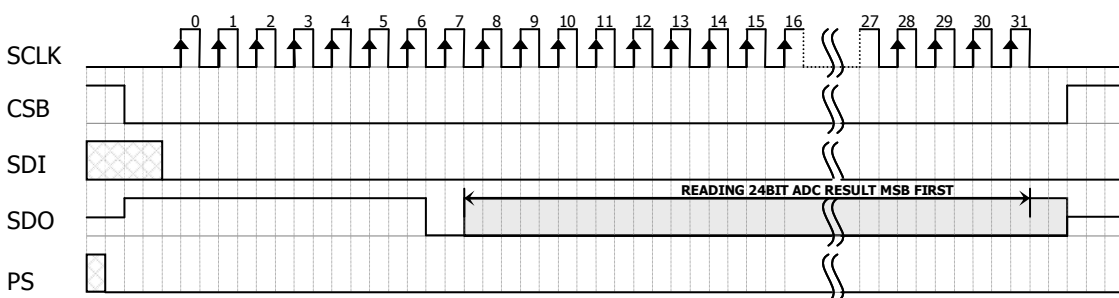 0 1 2 3 4 5 6 7 8 9 10 11 12 13 14 15 16 27 28 29 30 31
SCLK
CSB
SDI
READING 24BIT ADC RESULT MSB FIRST
SDO
PS